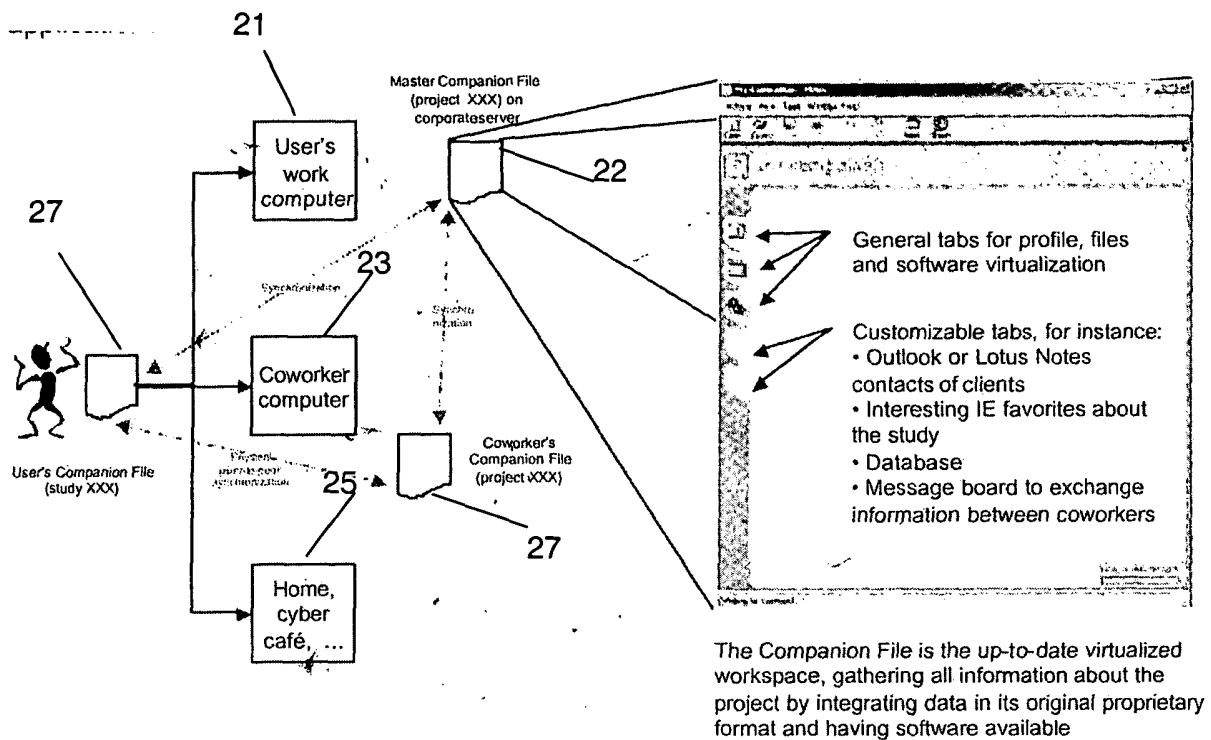 21
Master Companion File
(project XXX) on
corporateserver
User's
work
computer
22
27
23
Synchronization
Synchro
nization
General tabs for profile, files
and software virtualization
Customizable tabs, for instance:
• Outlook or Lotus Notes
contacts of clients
• Interesting IE favorites about
the study
• Database
• Message board to exchange
information between coworkers
Coworker
computer
User's Companion File
(study XXX)
synchronization
25
Coworker's
Companion File
(project XXX)
27
Home,
cyber
café, ...
The Companion File is the up-to-date virtualized
workspace, gathering all information about the
project by integrating data in its original proprietary
format and having software available